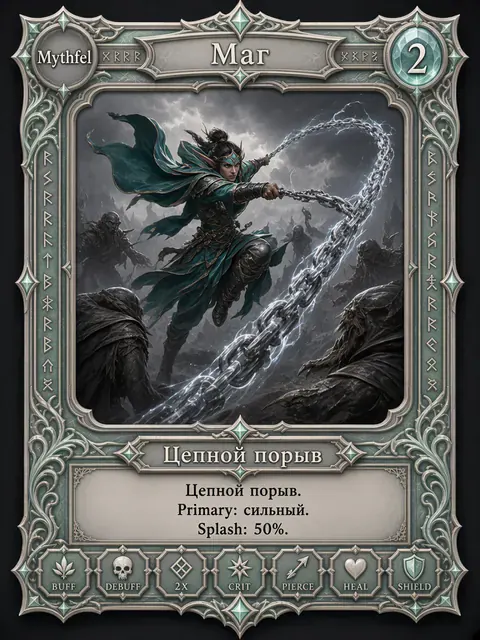 Mythfel
Маг
2
Цепной порыв
Цепной порыв.
Primary: сильный.
Splash: 50%.
BUFF
DEBUFF
2X
CRIT
PIERCE
HEAL
SHIELD